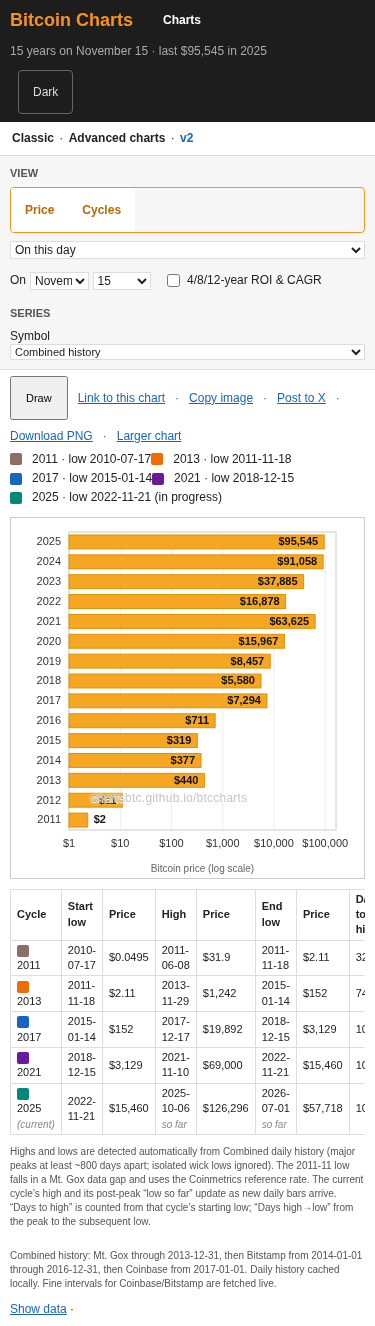 Bitcoin Charts Charts
15 years on November 15 · last $95,545 in 2025
Dark
Classic · Advanced charts · v2
VIEW
Price Cycles
On this day
On Novem 15 4/8/12-year ROI & CAGR
SERIES
Symbol
Combined history
Draw Link to this chart · Copy image · Post to X ·
Download PNG · Larger chart
2011 · low 2010-07-17 2013 · low 2011-11-18
2017 · low 2015-01-14 2021 · low 2018-12-15
2025 · low 2022-11-21 (in progress)
2025 $95,545
2024 $91,058
2023 $37,885
2022 $16,878
2021 $63,625
2020 $15,967
2019 $8,457
2018 $5,580
2017 $7,294
2016 $711
2015 $319
2014 $377
2013 $440
2012 $11 btc.github.io/btccharts
2011 $2
$1 $10 $100 $1,000 $10,000 $100,000
Bitcoin price (log scale)
Cycle Start low Price High Price End low Price
2011 2010-07-17 $0.0495 2011-06-08 $31.9 2011-11-18 $2.11
2013 2011-11-18 $2.11 2013-11-29 $1,242 2015-01-14 $152
2017 2015-01-14 $152 2017-12-17 $19,892 2018-12-15 $3,129
2021 2018-12-15 $3,129 2021-11-10 $69,000 2022-11-21 $15,460
2025 (current) 2022-11-21 $15,460 2025-10-06 so far $126,296 2026-07-01 so far $57,718
Highs and lows are detected automatically from Combined daily history (major
peaks at least ~800 days apart; isolated wick lows ignored). The 2011-11 low
falls in a Mt. Gox data gap and uses the Coinmetrics reference rate. The current
cycle's high and its post-peak "low so far" update as new daily bars arrive.
"Days to high" is counted from that cycle's starting low; "Days high→low" from
the peak to the subsequent low.
Combined history: Mt. Gox through 2013-12-31, then Bitstamp from 2014-01-01
through 2016-12-31, then Coinbase from 2017-01-01. Daily history cached
locally. Fine intervals for Coinbase/Bitstamp are fetched live.
Show data ·